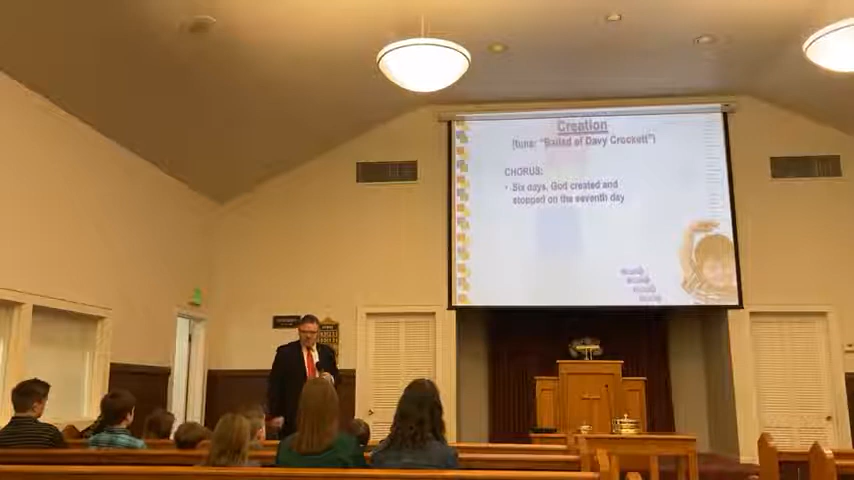 Creation
(tune: "Ballad of Davy Crockett")
CHORUS:
• Six days, God created and
stopped on the seventh day